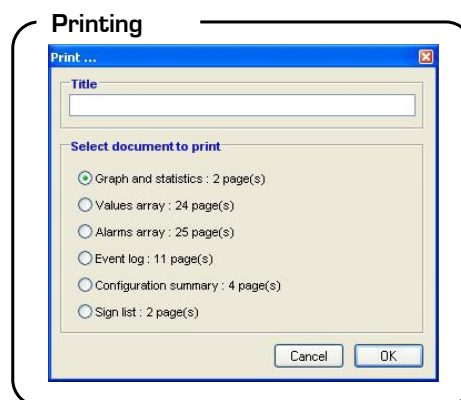 Printing
Print ...
Title
Select document to print
Graph and statistics : 2 page(s)
Values array : 24 page(s)
Alarms array : 25 page(s)
Event log : 11 page(s)
Configuration summary : 4 page(s)
Sign list : 2 page(s)
Cancel OK